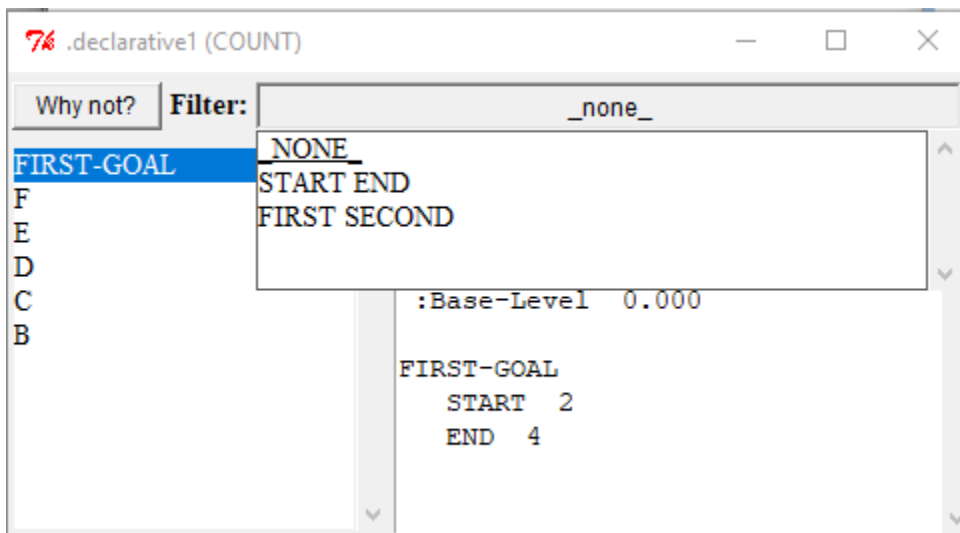 .declarative1 (COUNT)
Why not? Filter: _none_
_NONE_
START END
FIRST SECOND
FIRST-GOAL
F
E
D
C
B
:Base-Level 0.000
FIRST-GOAL
START 2
END 4